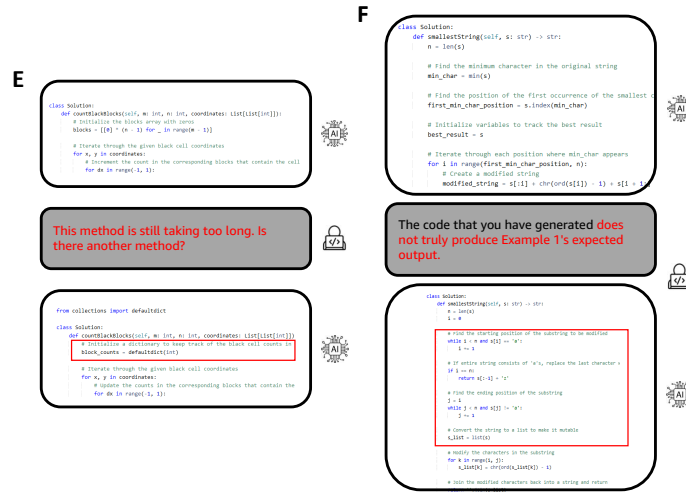 E
class Solution:
def countBlackBlocks(self, m: int, n: int, coordinates: List[List[int]]):
# Initialize the blocks array with zeros
blocks = [[0] * (n - 1) for _ in range(m - 1)]
# Iterate through the given black cell coordinates
for x, y in coordinates:
# Increment the count in the corresponding blocks that contain the cell
for dx in range(-1, 1):
AI
This method is still taking too long. Is
there another method?
</>
from collections import defaultdict
class Solution:
def countBlackBlocks(self, m: int, n: int, coordinates: List[List[int]])
# Initialize a dictionary to keep track of the black cell counts in
block_counts = defaultdict(int)
# Iterate through the given black cell coordinates
for x, y in coordinates:
# Update the counts in the corresponding blocks that contain the
for dx in range(-1, 1):
AI
F
class Solution:
def smallestString(self, s: str) -> str:
n = len(s)
# Find the minimum character in the original string
min_char = min(s)
# Find the position of the first occurrence of the smallest c
first_min_char_position = s.index(min_char)
# Initialize variables to track the best result
best_result = s
# Iterate through each position where min_char appears
for i in range(first_min_char_position, n):
# Create a modified string
modified_string = s[:i] + chr(ord(s[i]) - 1) + s[i + 1
AI
The code that you have generated does
not truly produce Example 1's expected
output.
</>
class Solution:
def smallestString(self, s: str) -> str:
n = len(s)
i = 0
# Find the starting position of the substring to be modified
while i < n and s[i] == 'a':
i += 1
# If entire string consists of 'a's, replace the last character
if i == n:
return s[:-1] + 'z'
# Find the ending position of the substring
j = i
while j < n and s[j] != 'a':
j += 1
# Convert the string to a list to make it mutable
s_list = list(s)
# Modify the characters in the substring
for k in range(i, j):
s_list[k] = chr(ord(s_list[k]) - 1)
# Join the modified characters back into a string and return
AI